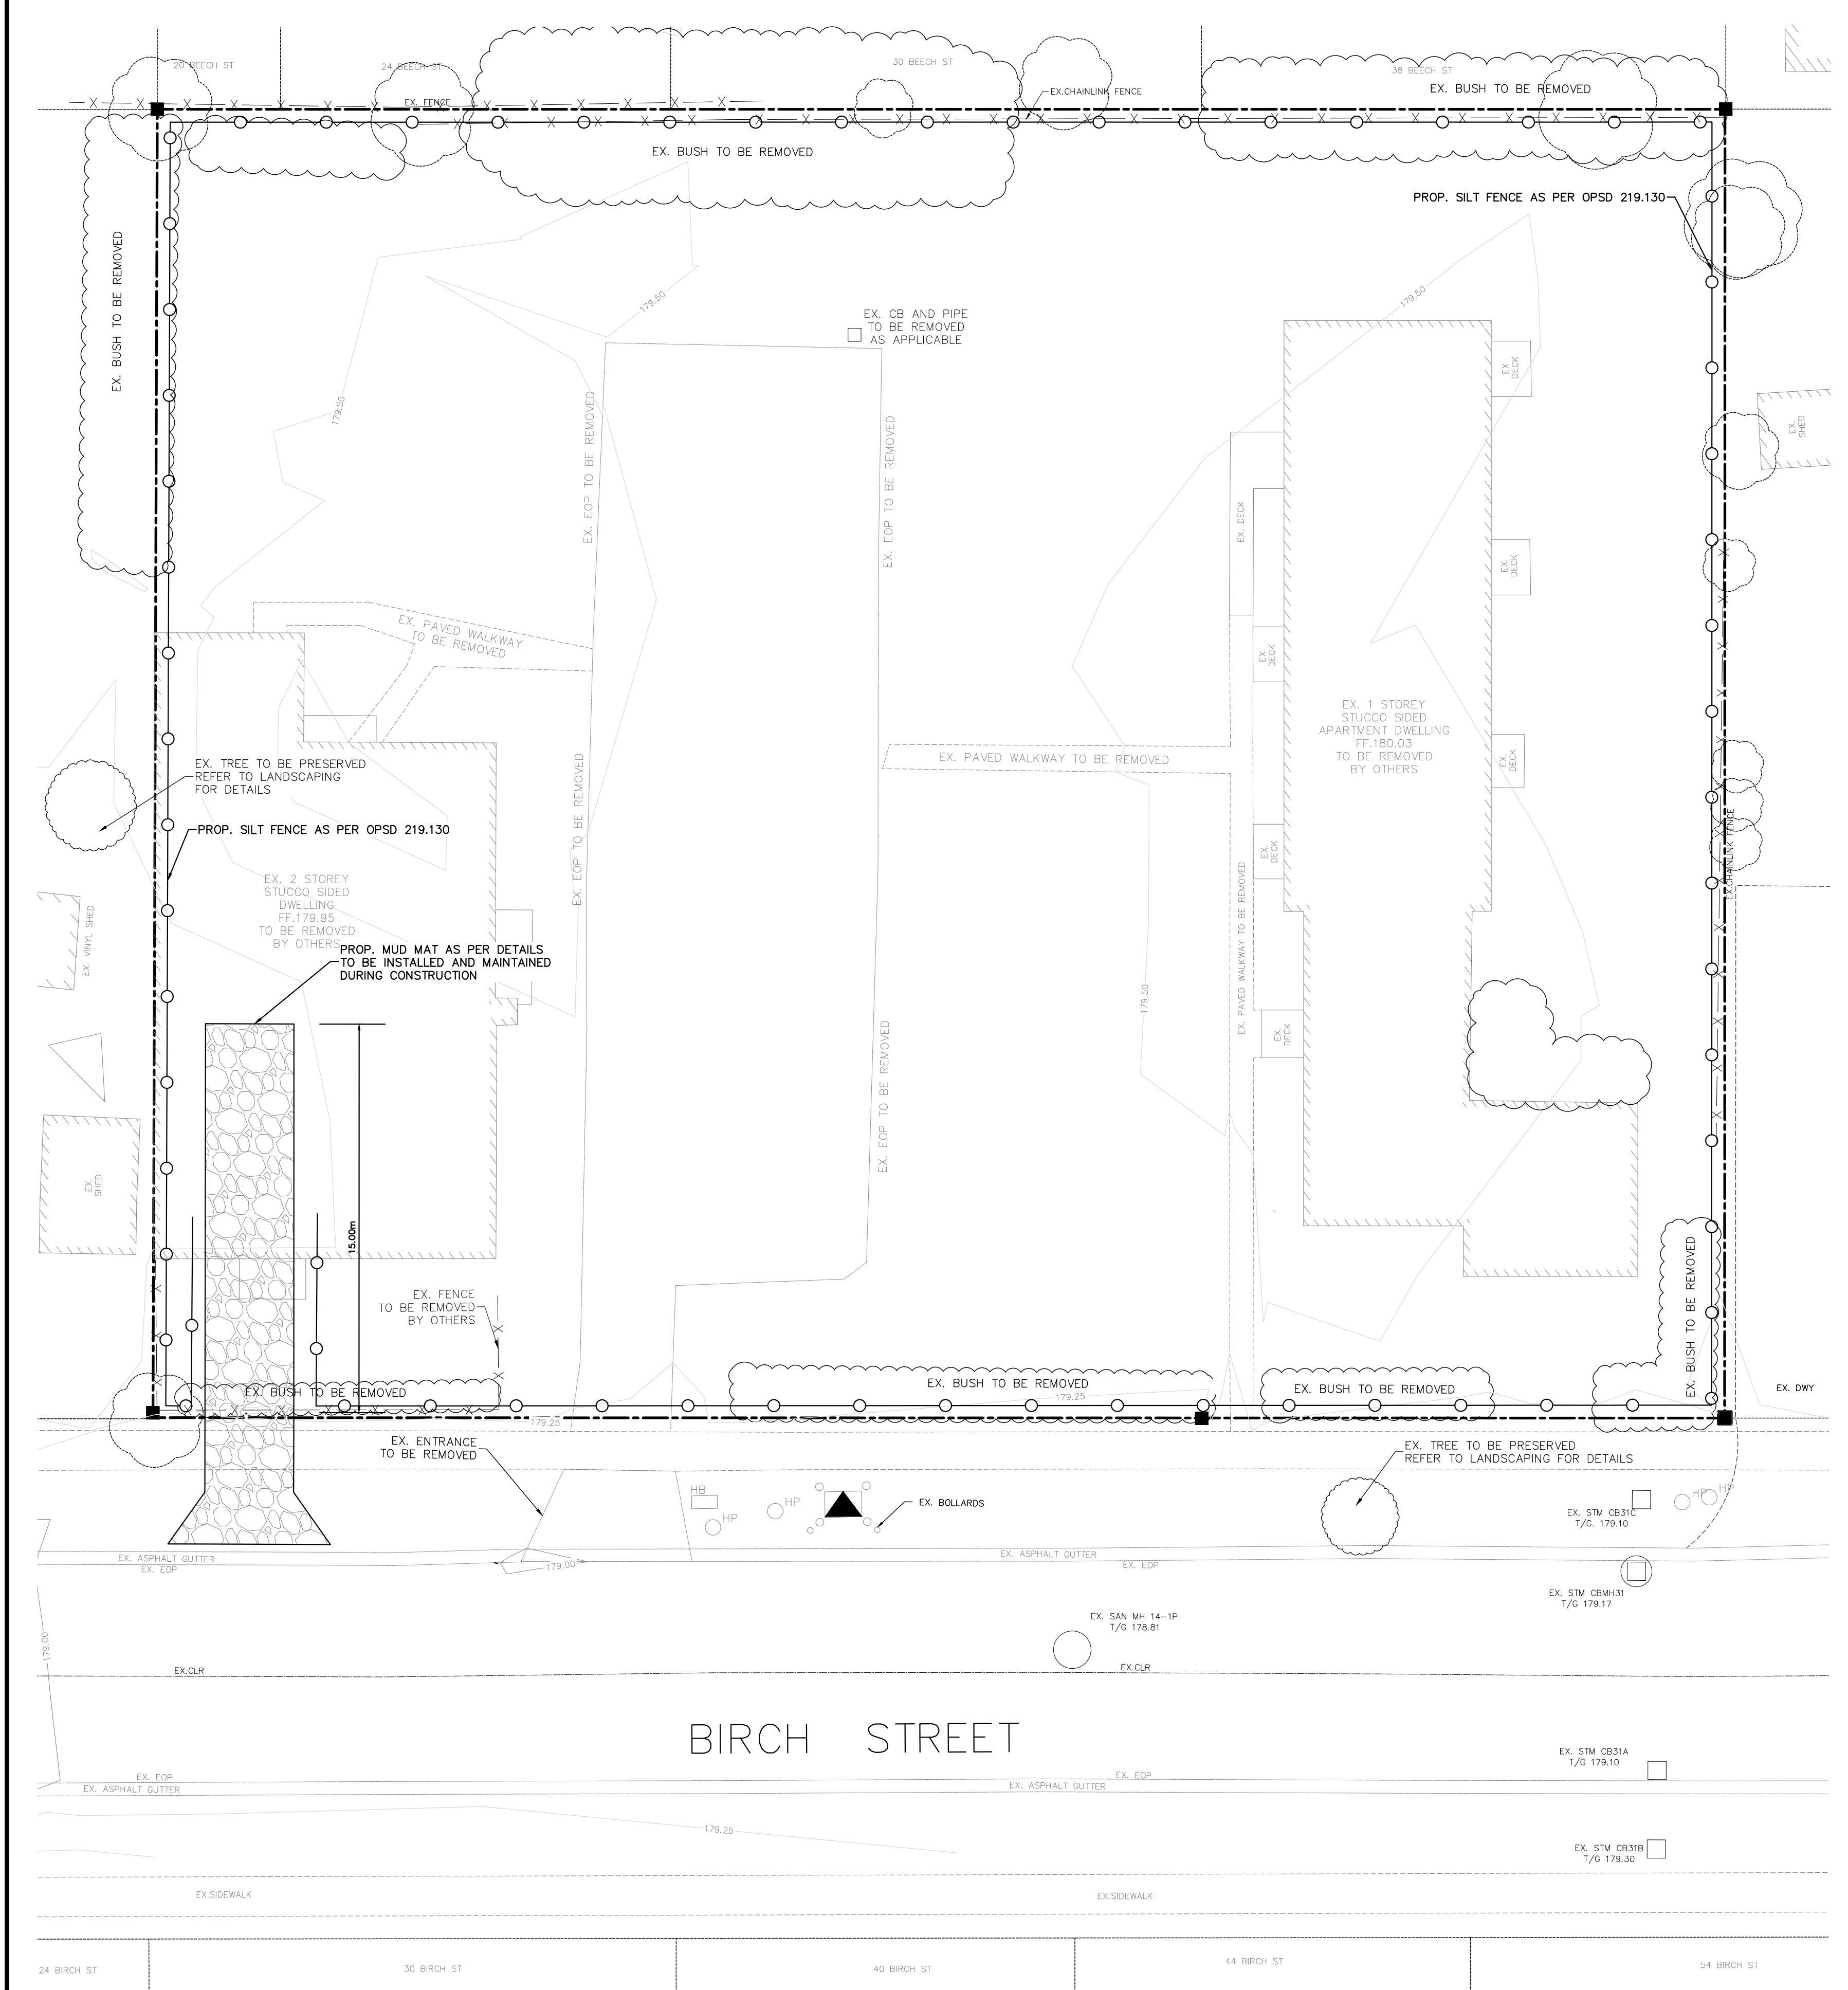 20 BEECH ST
24 BEECH ST
30 BEECH ST
38 BEECH ST
EX. BUSH TO BE REMOVED
EX. FENCE
EX.CHAINLINK FENCE
EX. BUSH TO BE REMOVED
PROP. SILT FENCE AS PER OPSD 219.130
EX. BUSH TO BE REMOVED
179.50
179.50
179.50
EX. CB AND PIPE
TO BE REMOVED
AS APPLICABLE
EX. DECK
EX.
DECK
EX.
SHED
EX. EOP TO BE REMOVED
EX. EOP TO BE REMOVED
EX.
DECK
EX. PAVED WALKWAY
TO BE REMOVED
EX.
DECK
EX. 1 STOREY
STUCCO SIDED
APARTMENT DWELLING
FF.180.03
TO BE REMOVED
BY OTHERS
EX.
DECK
EX. PAVED WALKWAY TO BE REMOVED
EX. TREE TO BE PRESERVED
REFER TO LANDSCAPING
FOR DETAILS
EX. EOP TO BE REMOVED
PROP. SILT FENCE AS PER OPSD 219.130
EX.
DECK
EX.CHAINLINK FENCE
EX. 2 STOREY
STUCCO SIDED
DWELLING
FF.179.95
TO BE REMOVED
BY OTHERS
EX. VINYL SHED
PROP. MUD MAT AS PER DETAILS
TO BE INSTALLED AND MAINTAINED
DURING CONSTRUCTION
EX. PAVED WALKWAY TO BE REMOVED
179.50
EX.
DECK
EX. EOP TO BE REMOVED
EX.
SHED
15.00m
EX. FENCE
TO BE REMOVED
BY OTHERS
EX. BUSH TO BE REMOVED
EX. BUSH TO BE REMOVED
EX. BUSH TO BE REMOVED
EX. BUSH TO BE REMOVED
EX. DWY
179.25
179.25
EX. ENTRANCE
TO BE REMOVED
EX. TREE TO BE PRESERVED
REFER TO LANDSCAPING FOR DETAILS
HB
HP
HP
EX. BOLLARDS
HP
HP
EX. STM CB31C
T/G. 179.10
EX. ASPHALT GUTTER
EX. EOP
179.00
EX. ASPHALT GUTTER
EX. EOP
EX. STM CBMH31
T/G 179.17
EX. SAN MH 14-1P
T/G 178.81
179.00
EX.CLR
EX.CLR
BIRCH STREET
EX. STM CB31A
T/G 179.10
EX. EOP
EX. ASPHALT GUTTER
EX. EOP
EX. ASPHALT GUTTER
179.25
EX. STM CB31B
T/G 179.30
EX.SIDEWALK
EX.SIDEWALK
24 BIRCH ST
30 BIRCH ST
40 BIRCH ST
44 BIRCH ST
54 BIRCH ST